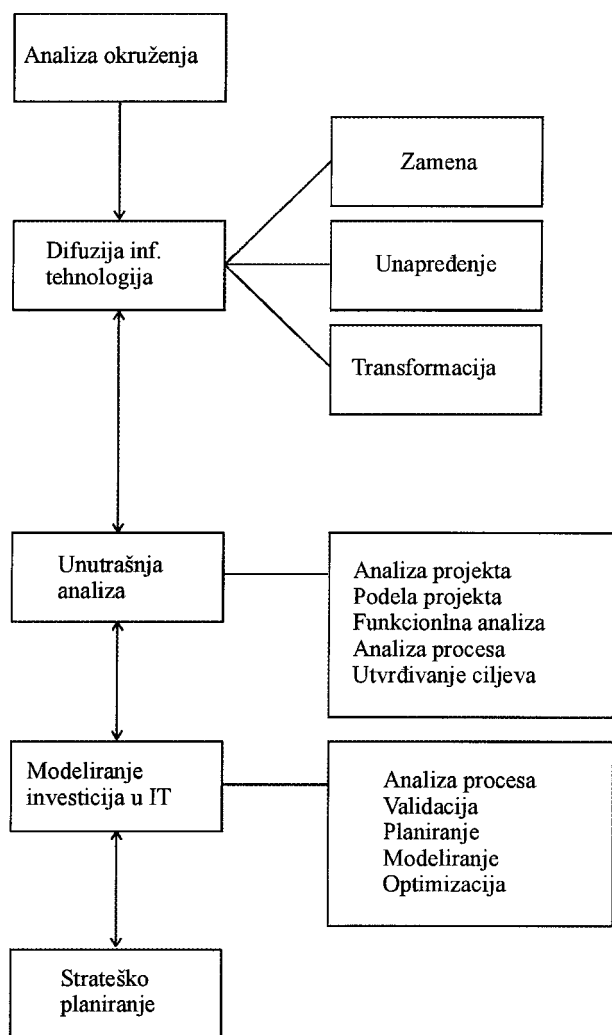 Analiza okruženja
Zamena
Difuzija inf.
tehnologija
Unapređenje
Transformacija
Unutrašnja
analiza
Analiza projekta
Podela projekta
Funkcionlna analiza
Analiza procesa
Utvrđivanje ciljeva
Modeliranje
investicija u IT
Analiza procesa
Validacija
Planiranje
Modeliranje
Optimizacija
Strateško
planiranje